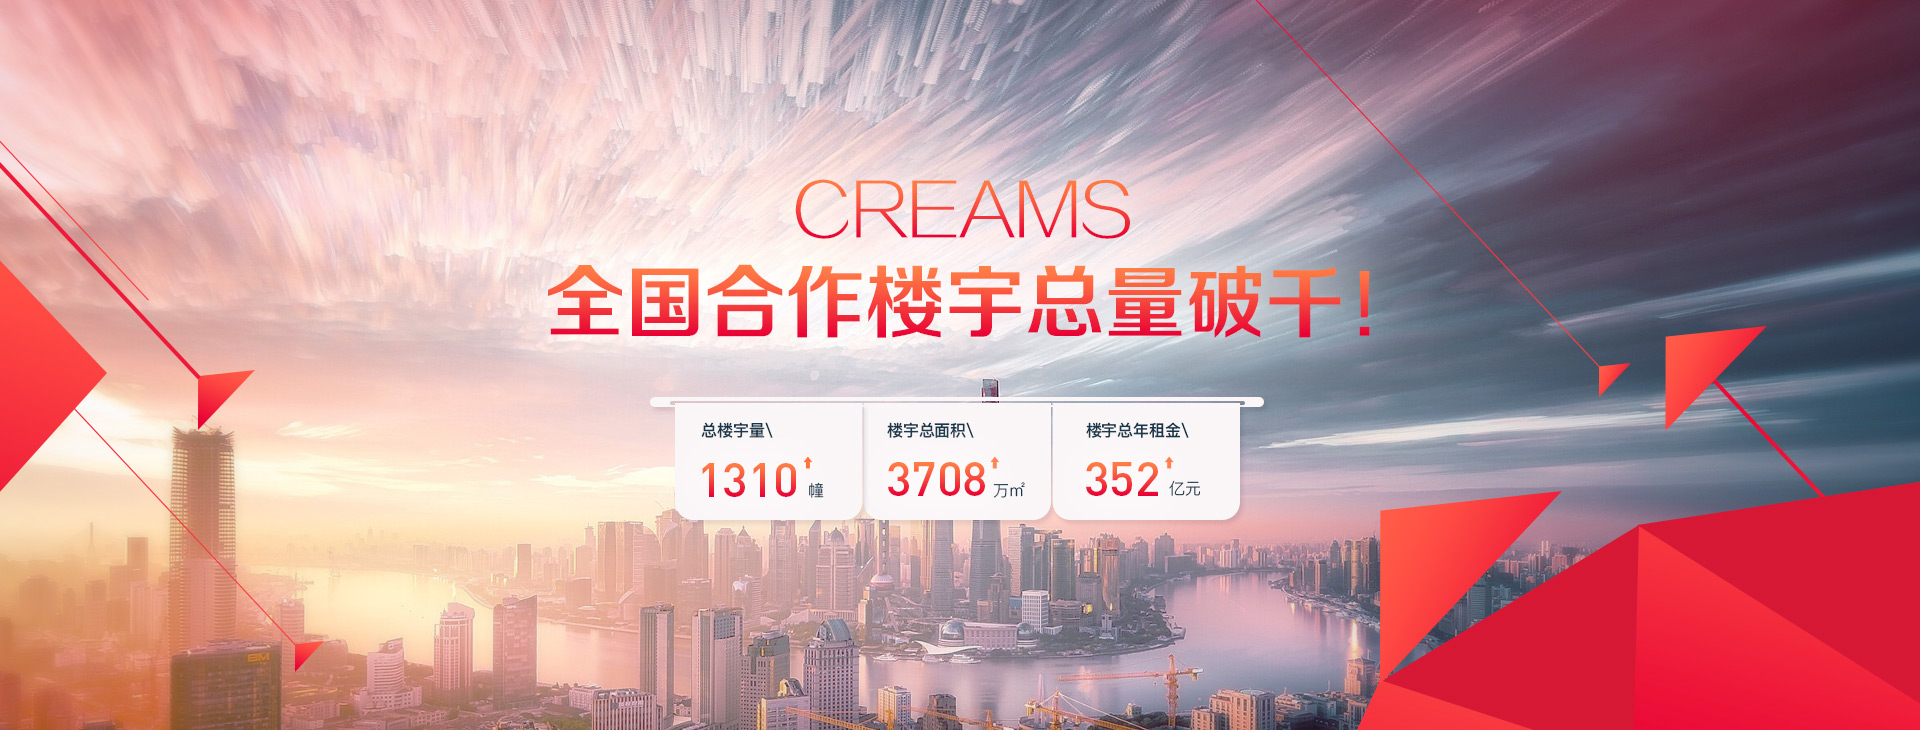 CREAMS
全国合作楼宇总量破千!
总楼宇量\
1310 幢
楼宇总面积\
3708 万㎡
楼宇总年租金\
352 亿元